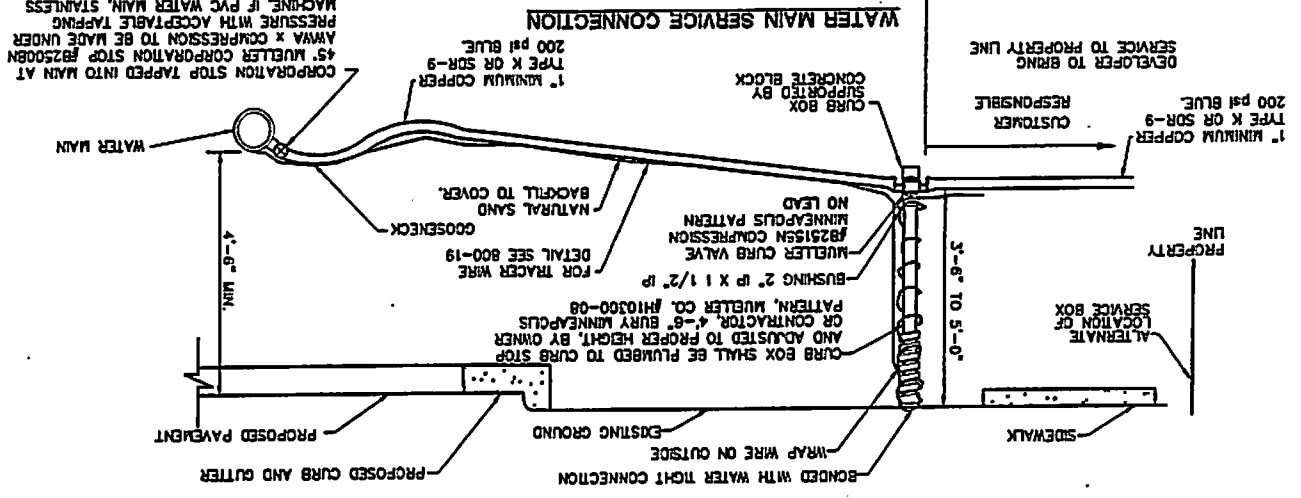 PROPOSED CURB AND GUTTER
BONDED WITH WATER TIGHT CONNECTION
WRAP WIRE ON OUTSIDE
PROPOSED PAVEMENT
EXISTING GROUND
SIDEWALK
4'-6" MIN.
CURB BOX SHALL BE PLUMBED TO CURB STOP
AND ADJUSTED TO PROPER HEIGHT, BY OWNER
OR CONTRACTOR, 4'-6" BURY MINNEAPOLIS
PATTERN, MUELLER CO. #H10300-08
3'-6" TO 5'-0"
ALTERNATE
LOCATION OF
SERVICE BOX
PROPERTY
LINE
BUSHING 2" IP X 1 1/2" IP
MUELLER CURB VALVE
#B25155N COMPRESSION
MINNEAPOLIS PATTERN
NO LEAD
FOR TRACER WIRE
DETAIL SEE 800-19
GOOSENECK
NATURAL SAND
BACKFILL TO COVER.
WATER MAIN
CORPORATION STOP TAPPED INTO MAIN AT
45° MUELLER CORPORATION STOP #B25008N
AWWA x COMPRESSION TO BE MADE UNDER
PRESSURE WITH ACCEPTABLE TAPPING
MACHINE. IF PVC WATER MAIN, STAINLESS
1" MINIMUM COPPER
TYPE K OR SDR-9
200 psi BLUE.
CURB BOX
SUPPORTED BY
CONCRETE BLOCK
CUSTOMER
RESPONSIBLE
1" MINIMUM COPPER
TYPE K OR SDR-9
200 psi BLUE.
DEVELOPER TO BRING
SERVICE TO PROPERTY LINE
WATER MAIN SERVICE CONNECTION